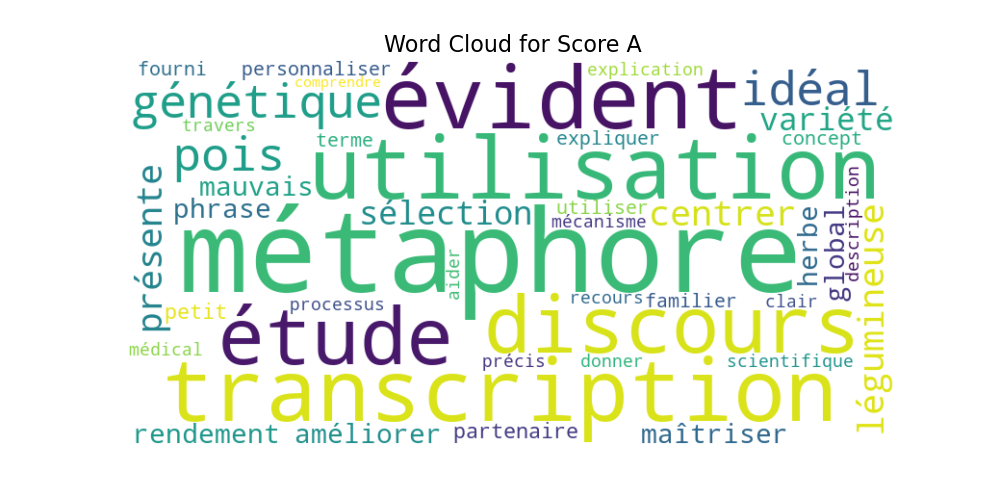 Word Cloud for Score A
fourni
personnaliser
explication
comprendre
génétique
évident
idéal
variété
travers
terme
expliquer
concept
pois
utilisation
mauvais
phrase
sélection
utiliser
mécanisme
centrer
herbe
global
description
légumineuse
présente
métaphore
aider
petit
processus
recours
familier
clair
étude
discours
médical
précis
donner
scientifique
transcription
rendement
améliorer
partenaire
maîtriser